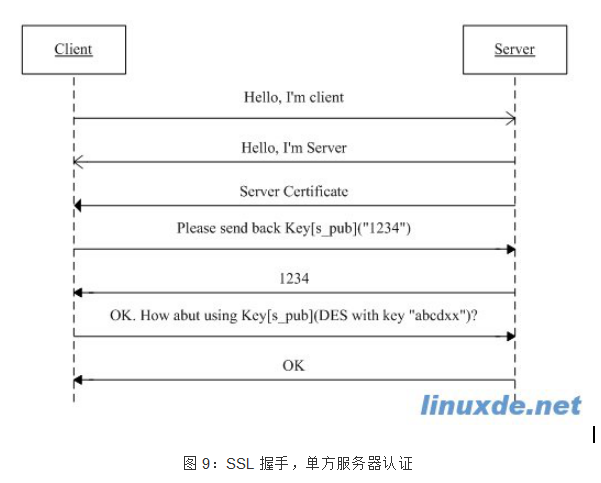 Client
Server
Hello, I'm client
Hello, I'm Server
Server Certificate
Please send back Key[s_pub]("1234")
1234
OK. How abut using Key[s_pub](DES with key "abcdxx")?
OK
linuxde.net
图 9：SSL 握手，单方服务器认证